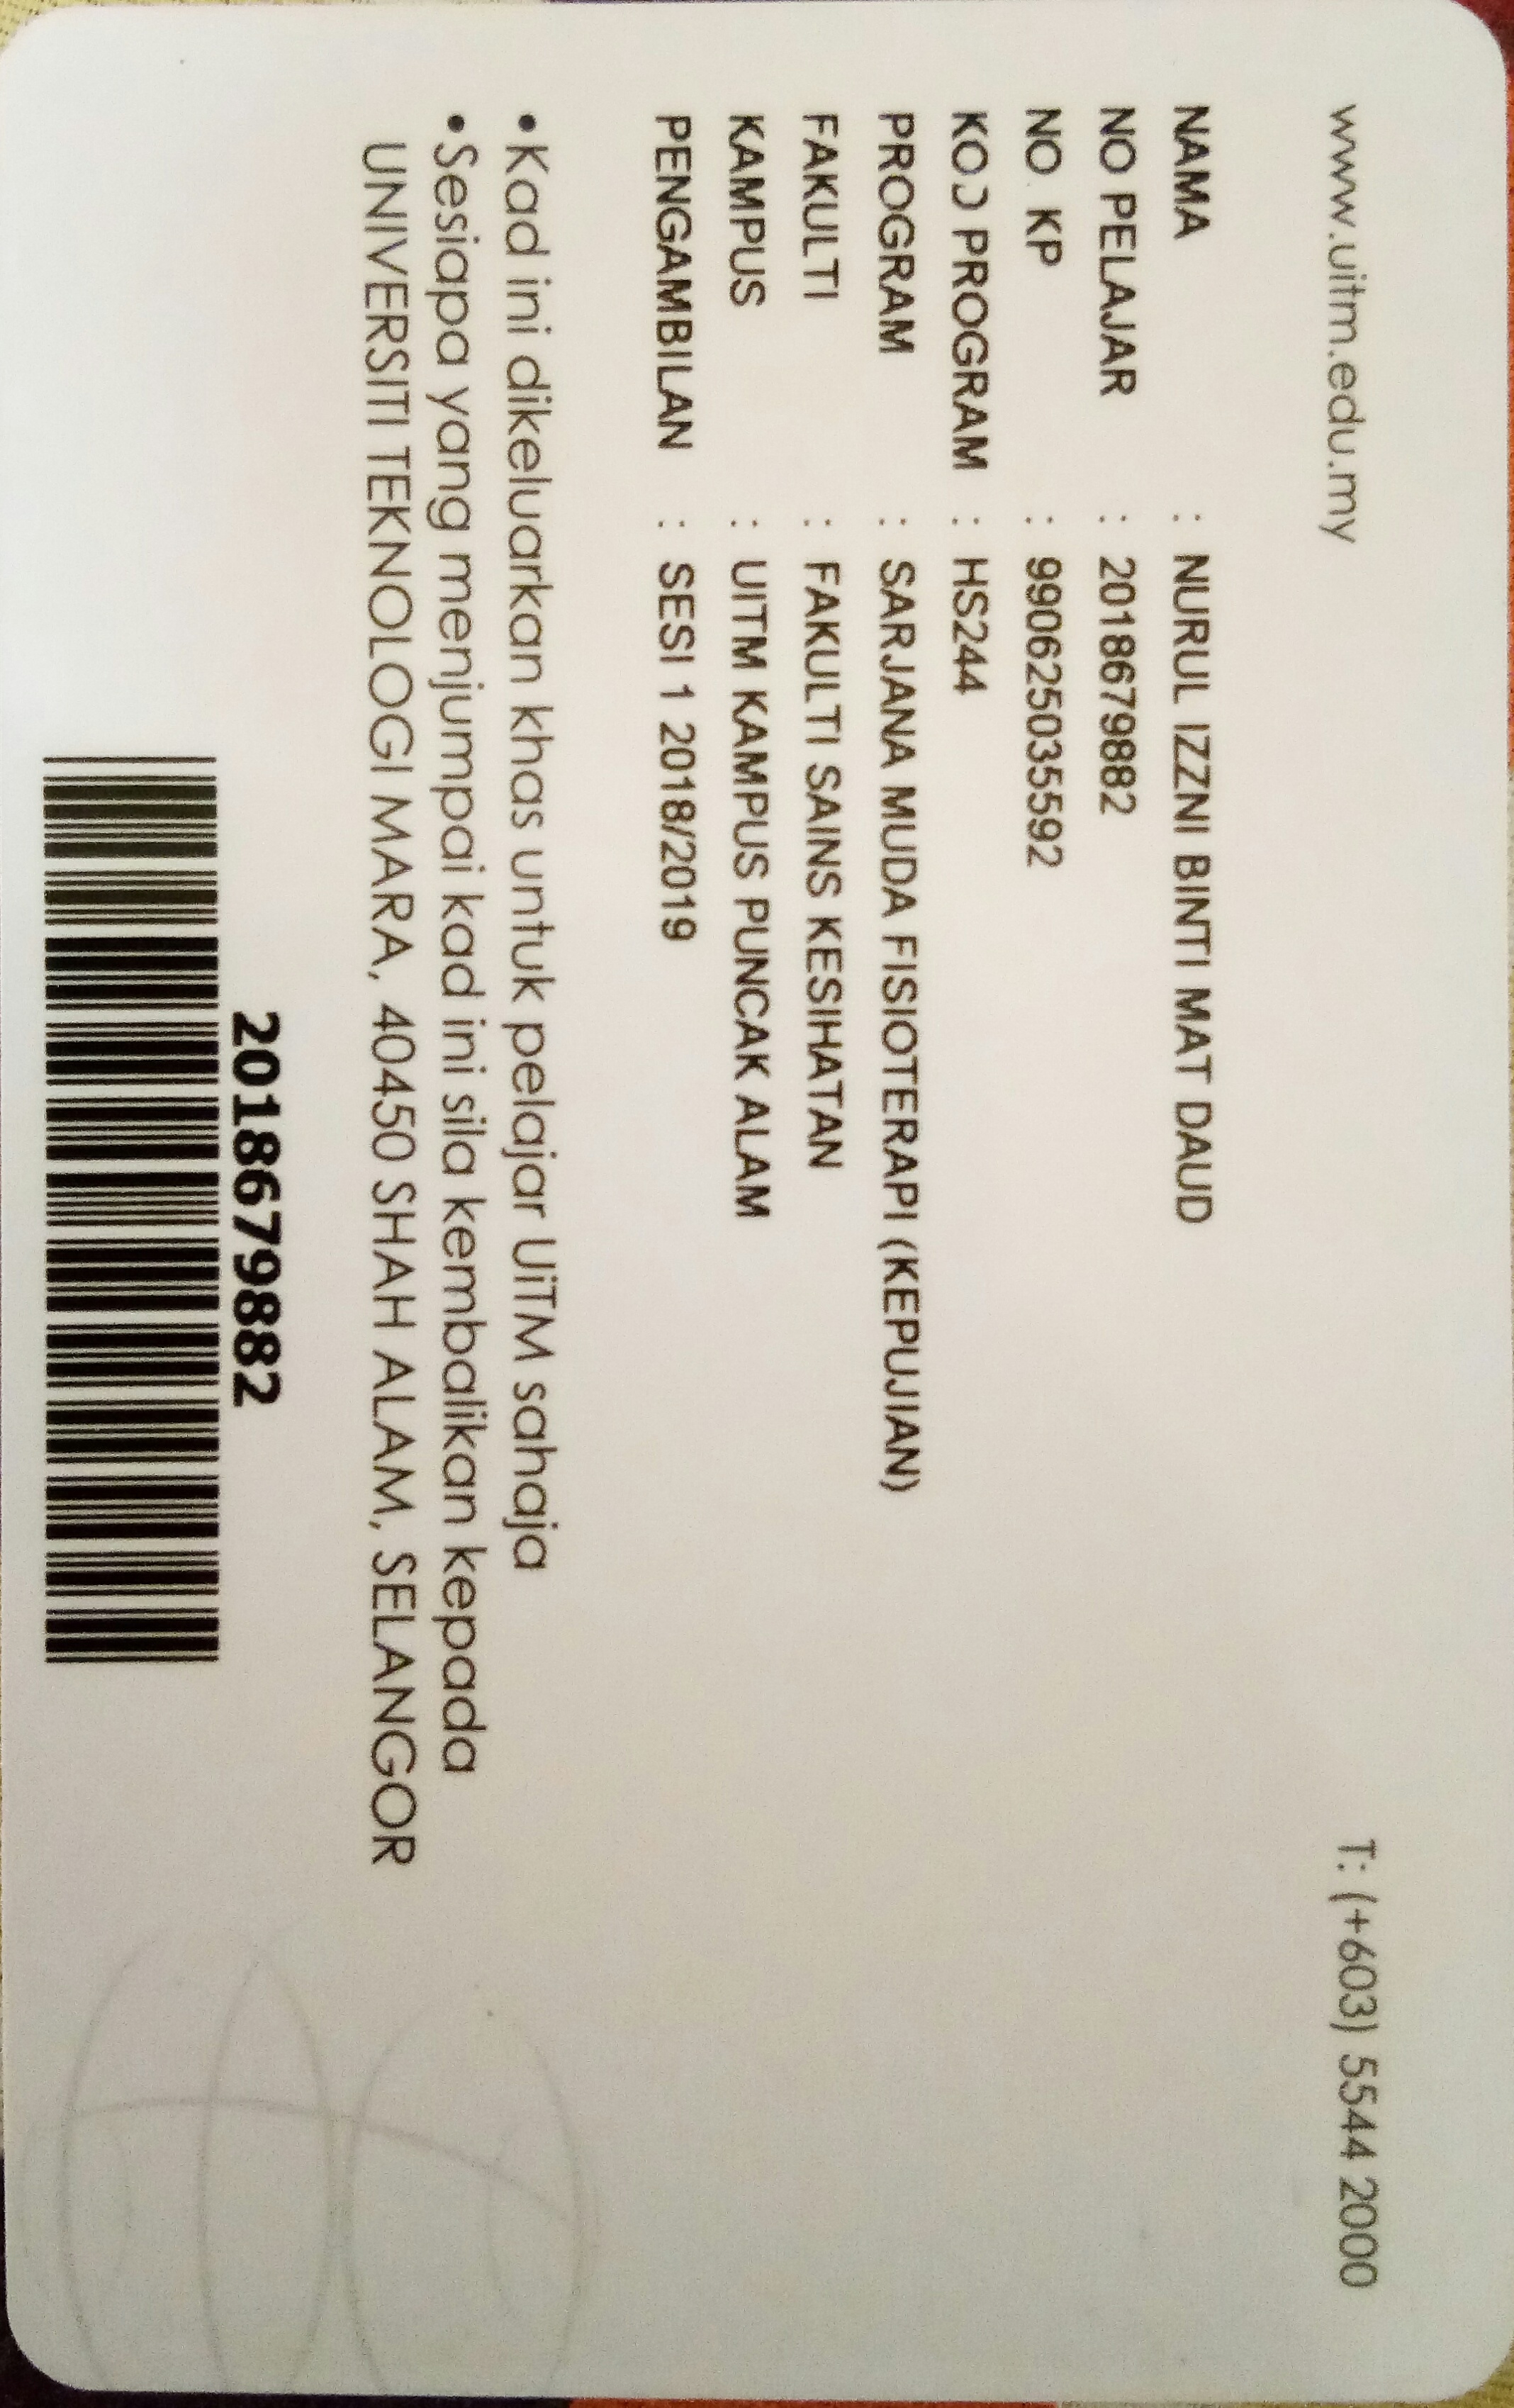 www.uitm.edu.my T: (+603) 5544 2000
NAMA : NURUL IZZNI BINTI MAT DAUD
NO PELAJAR : 2018679882
NO. KP : 990625035592
KOD PROGRAM : HS244
PROGRAM : SARJANA MUDA FISIOTERAPI (KEPUJIAN)
FAKULTI : FAKULTI SAINS KESIHATAN
KAMPUS : UITM KAMPUS PUNCAK ALAM
PENGAMBILAN : SESI 1 2018/2019
•Kad ini dikeluarkan khas untuk pelajar UiTM sahaja
•Sesiapa yang menjumpai kad ini sila kembalikan kepada
UNIVERSITI TEKNOLOGI MARA, 40450 SHAH ALAM, SELANGOR
2018679882